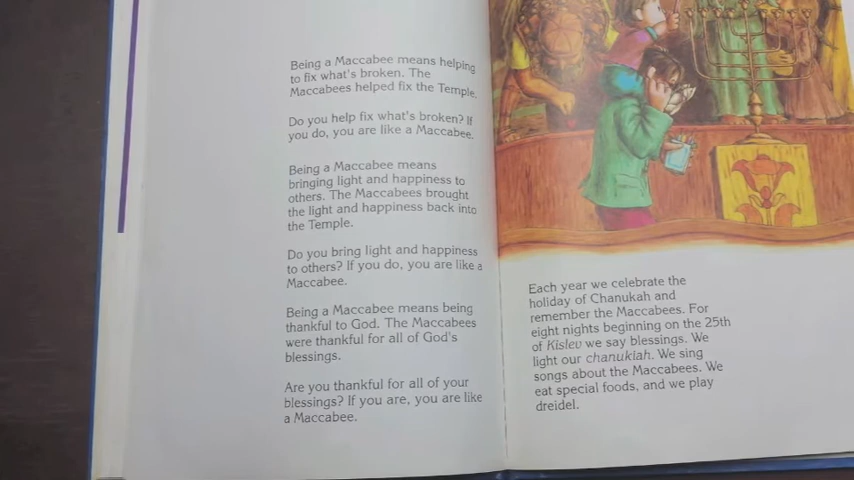 Being a Maccabee means helping
to fix what's broken. The
Maccabees helped fix the Temple.
Do you help fix what's broken? If
you do, you are like a Maccabee.
Being a Maccabee means
bringing light and happiness to
others. The Maccabees brought
the light and happiness back into
the Temple.
Do you bring light and happiness
to others? If you do, you are like a
Maccabee.
Being a Maccabee means being
thankful to God. The Maccabees
were thankful for all of God's
blessings.
Are you thankful for all of your
blessings? If you are, you are like
a Maccabee.
Each year we celebrate the
holiday of Chanukah and
remember the Maccabees. For
eight nights beginning on the 25th
of Kislev we say blessings. We
light our chanukiah. We sing
songs about the Maccabees. We
eat special foods, and we play
dreidel.